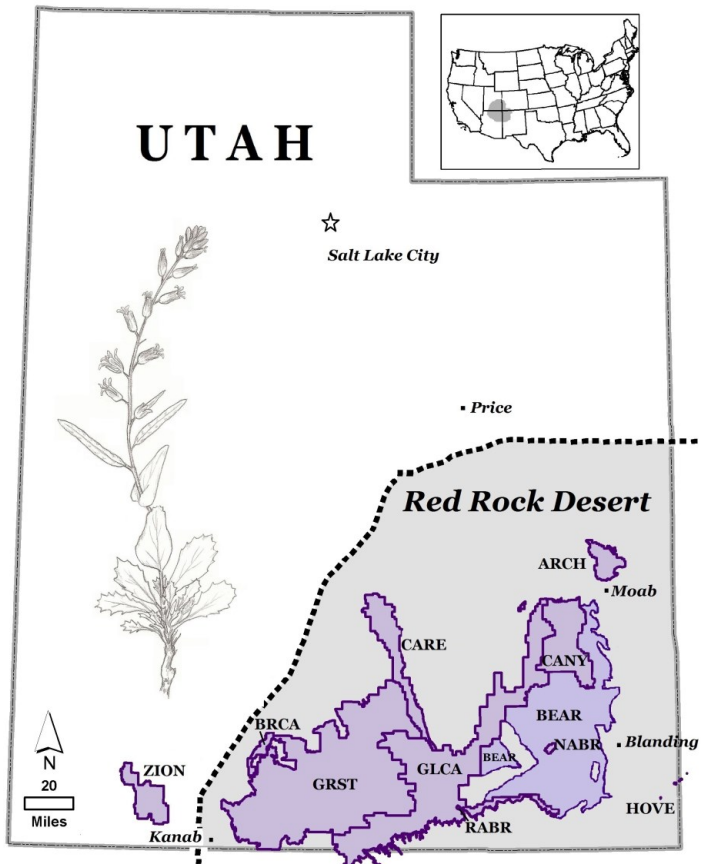 UTAH
Salt Lake City
Price
Red Rock Desert
ARCH
Moab
CARE
CANY
BEAR
BRCA
NABR
Blanding
BEAR
ZION
GLCA
GRST
HOVE
RABR
Kanab
N
20
Miles